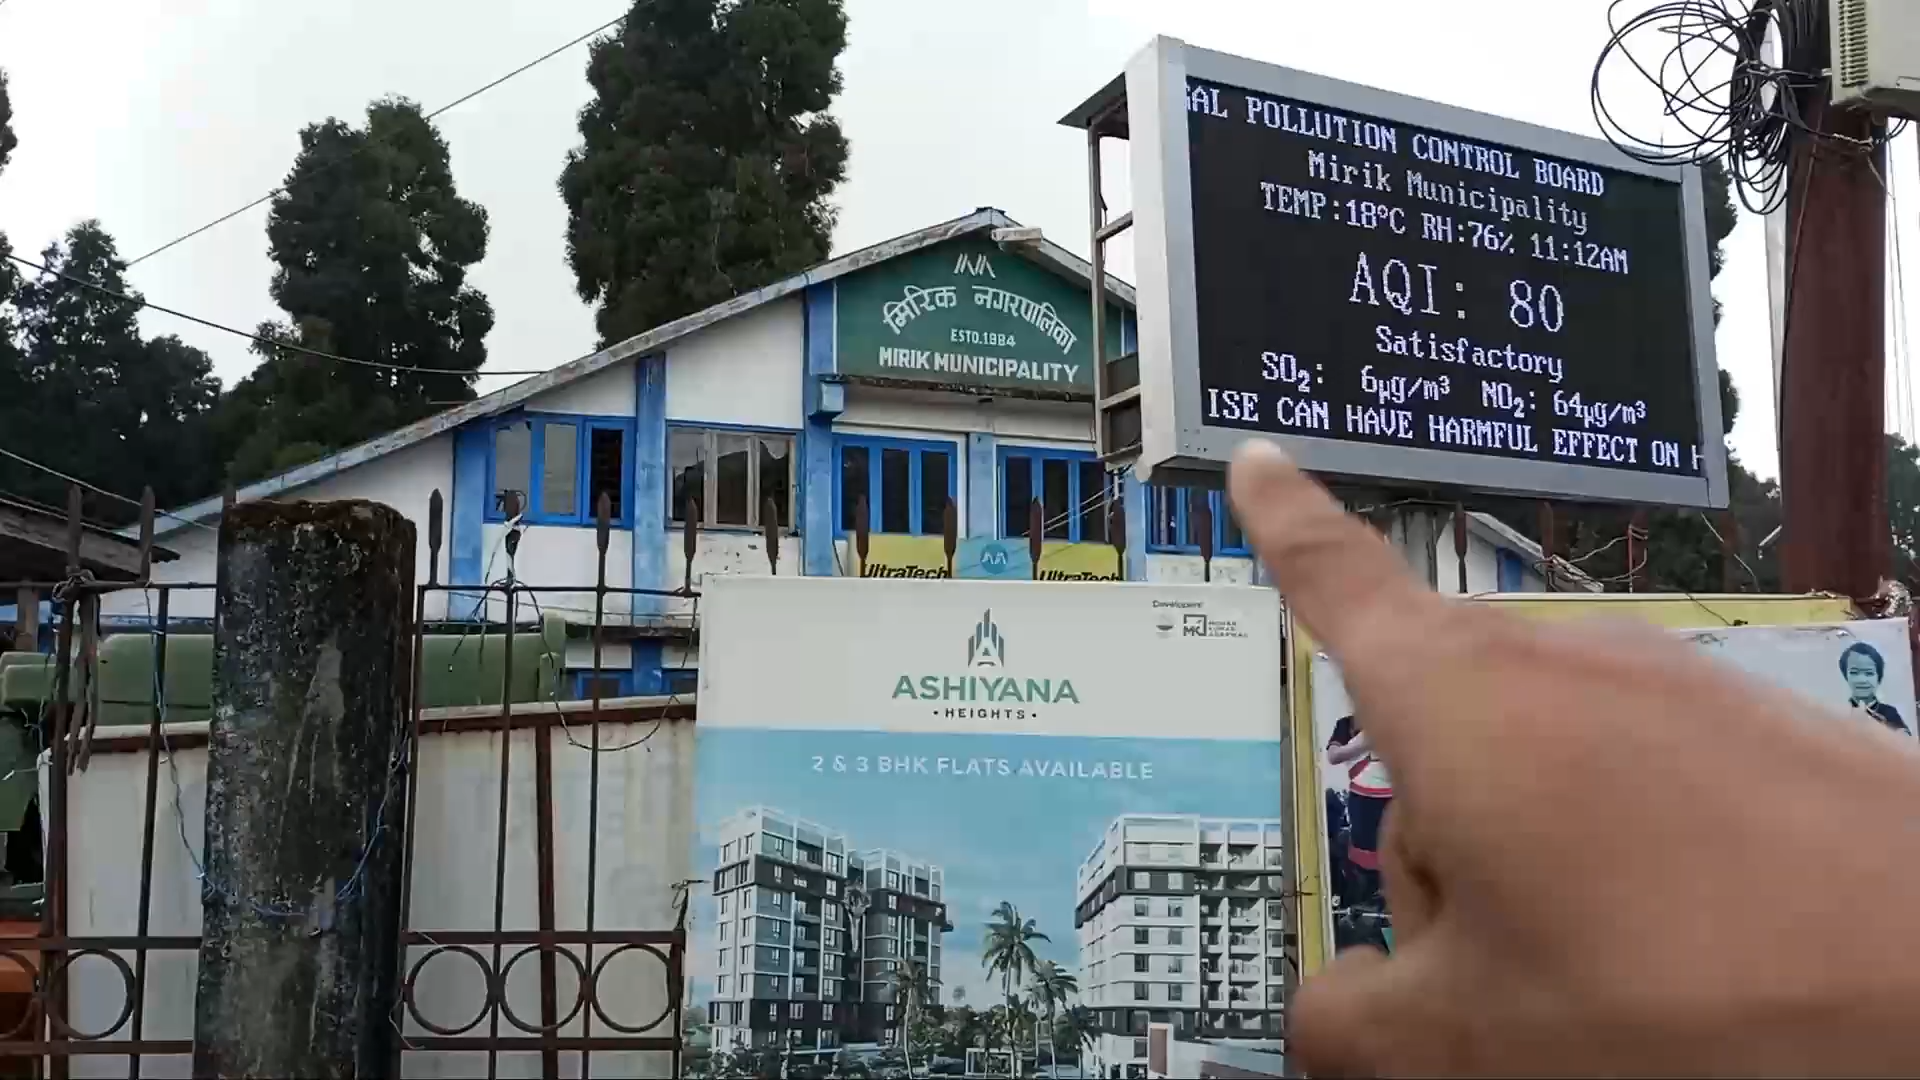 GAL POLLUTION CONTROL BOARD
Mirik Municipality
TEMP:18°C RH:76% 11:12AM
AQI: 80
Satisfactory
SO₂: 6µg/m³ NO₂: 64µg/m³
ISE CAN HAVE HARMFUL EFFECT ON H
मिरिक नगरपालिका
ESTD.1984
MIRIK MUNICIPALITY
UltraTech
UltraTech
Developers
MK
ASHIYANA
• HEIGHTS •
2 & 3 BHK FLATS AVAILABLE